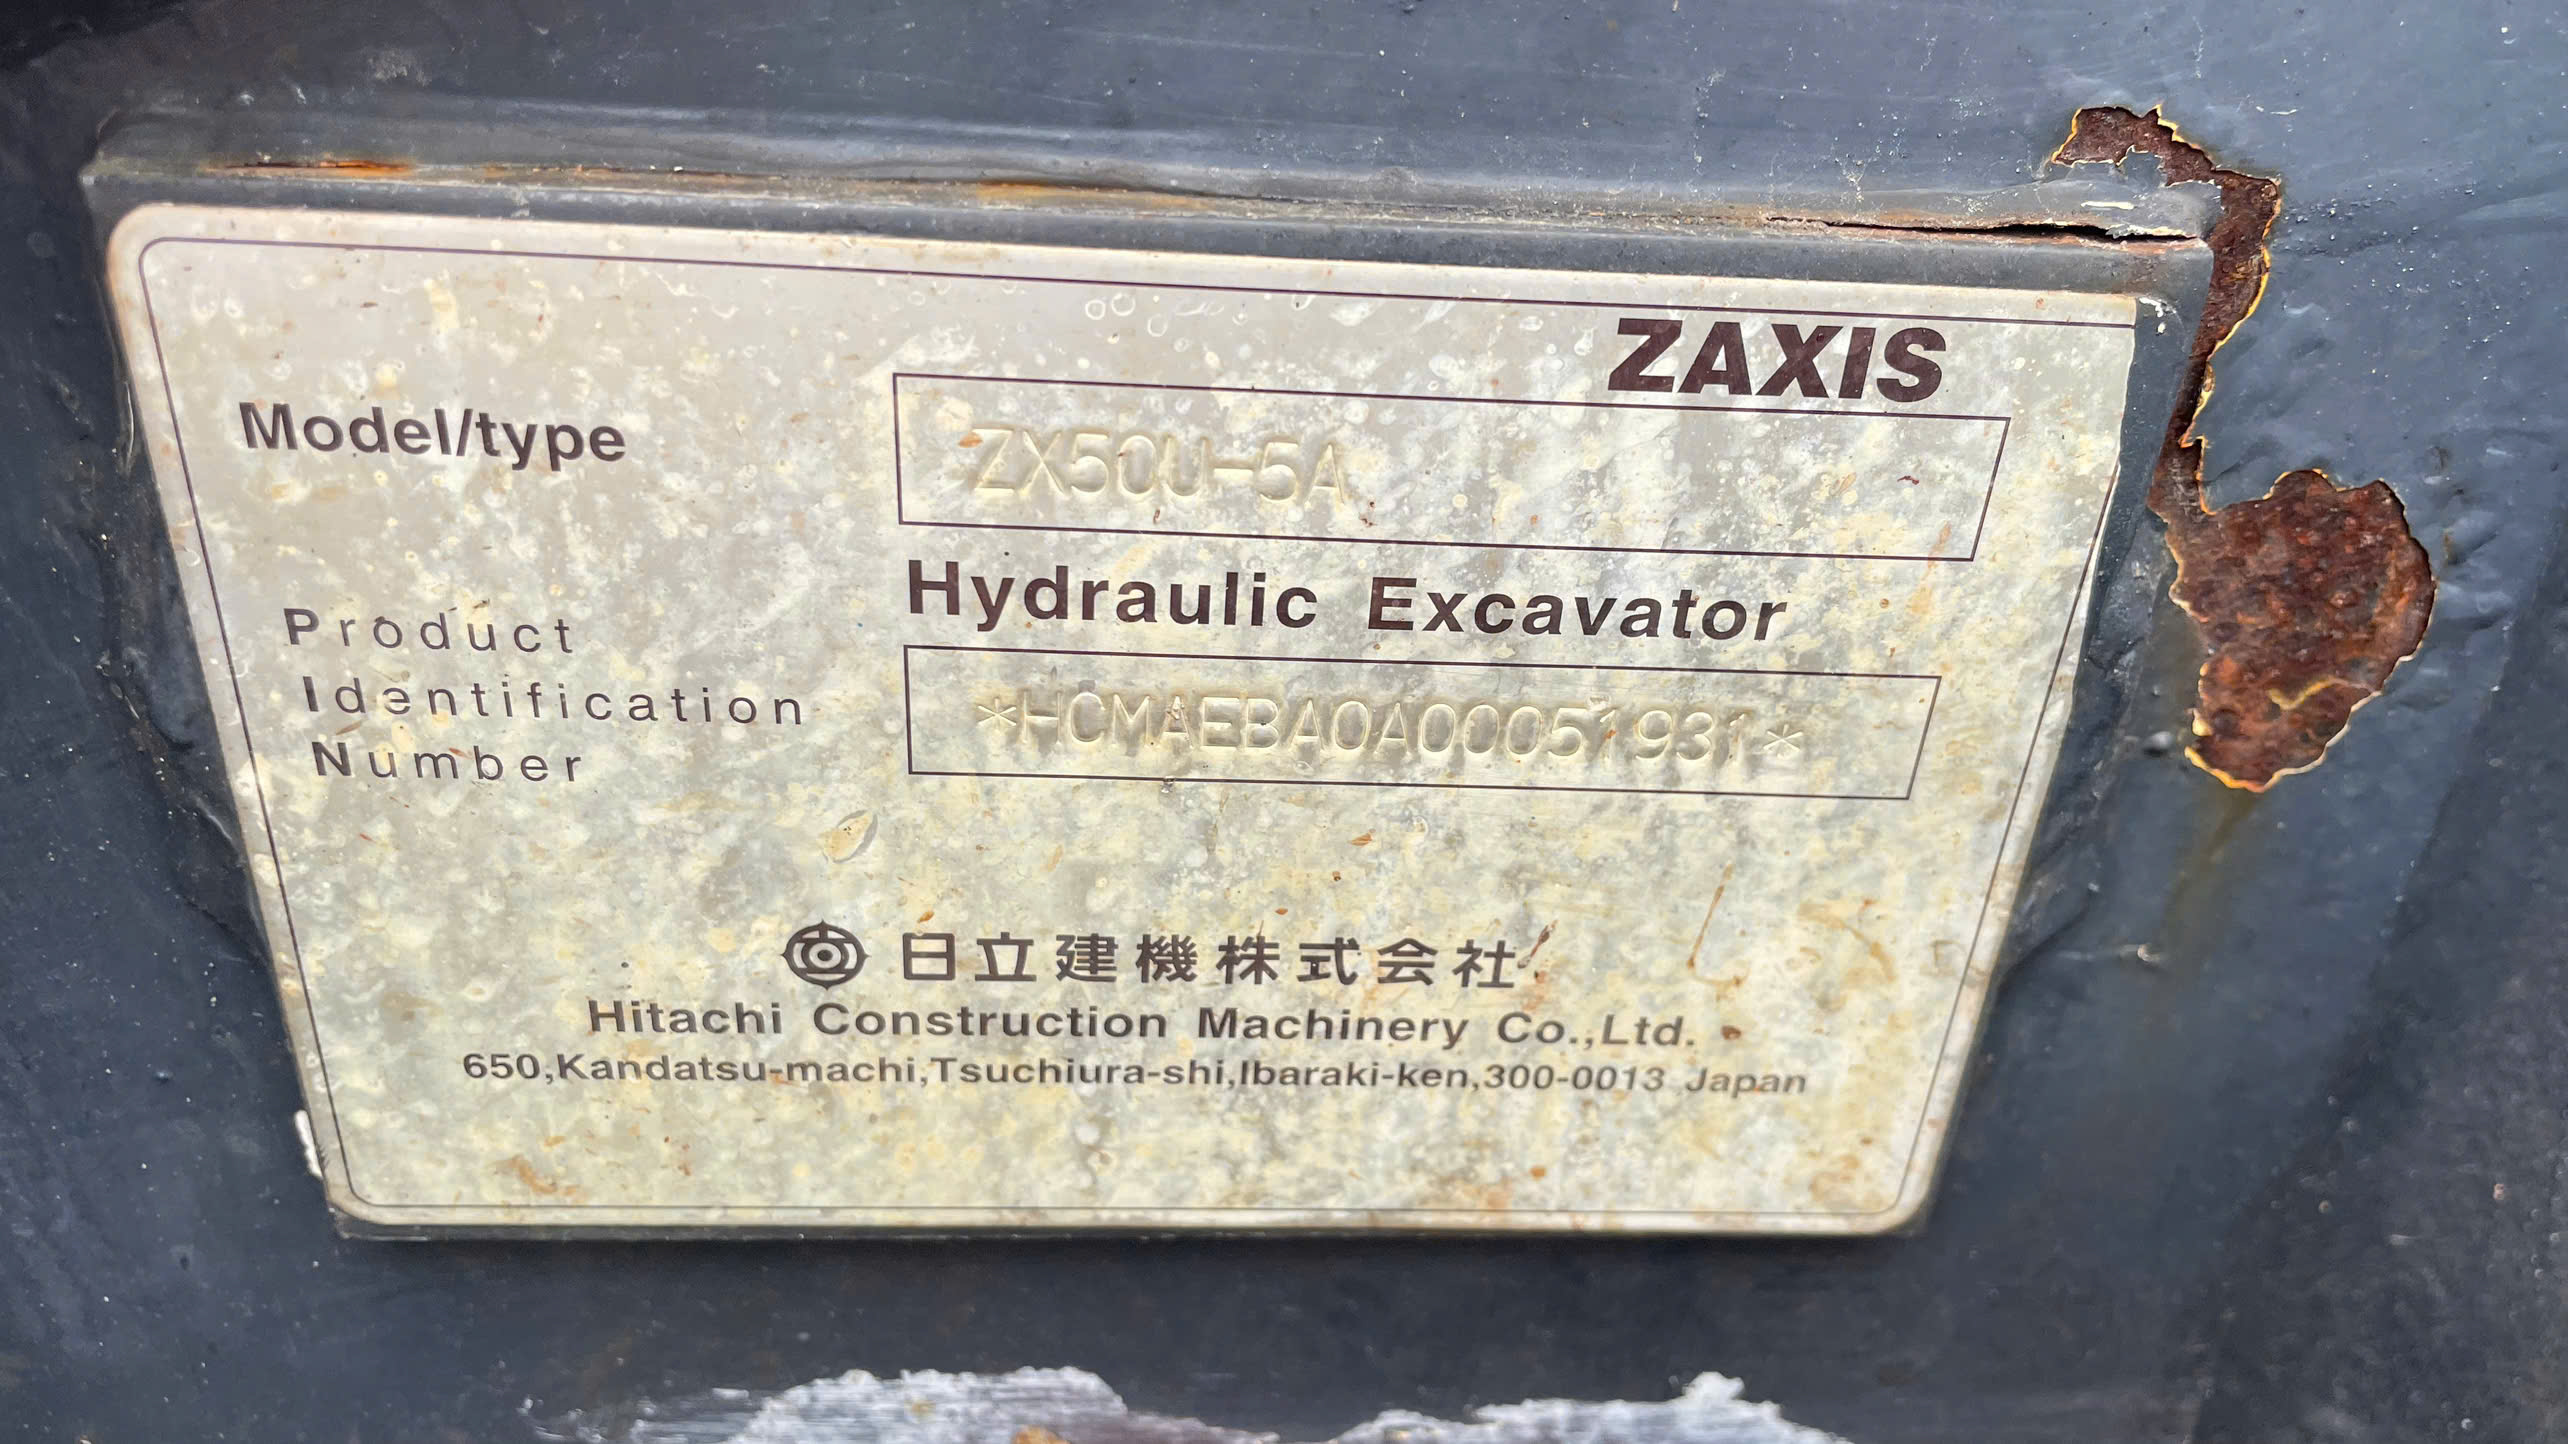 ZAXIS
Model/type ZX50U-5A
Hydraulic Excavator
Product
Identification
Number
*HCMAEBA0A00051931*
日立建機株式会社
Hitachi Construction Machinery Co.,Ltd.
650,Kandatsu-machi,Tsuchiura-shi,Ibaraki-ken,300-0013 Japan